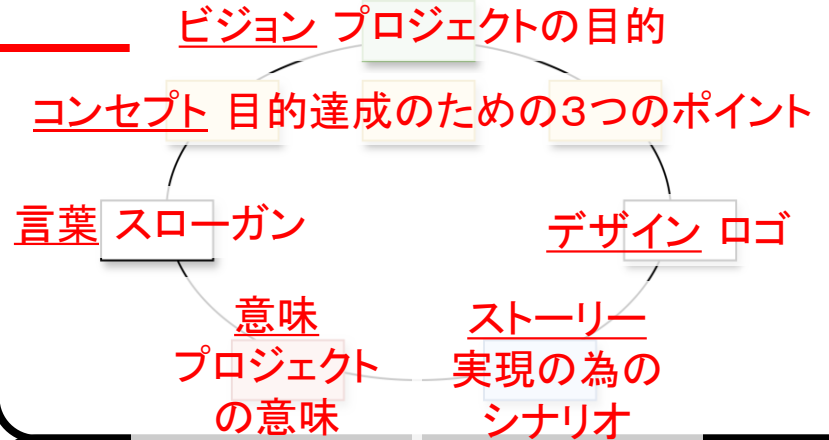 ビジョン プロジェクトの目的
コンセプト 目的達成のための３つのポイント
言葉 スローガン
デザイン ロゴ
意味
プロジェクト
の意味
ストーリー
実現の為の
シナリオ